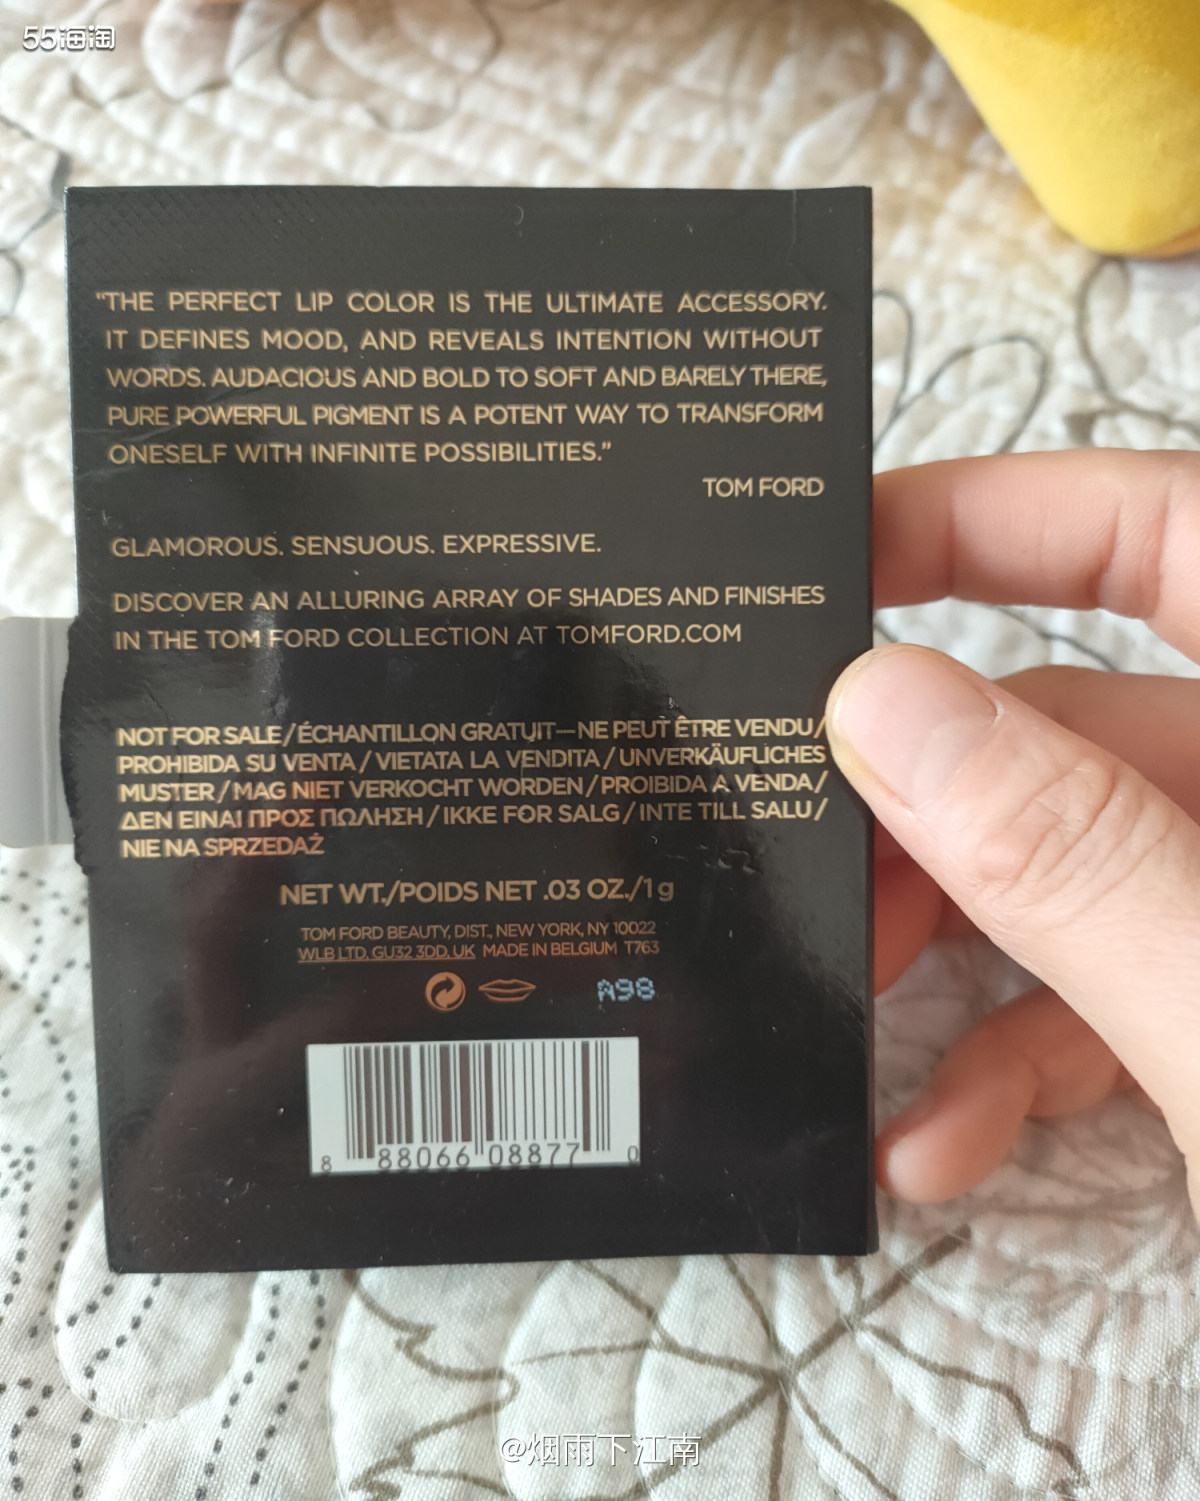 55海淘
"THE PERFECT LIP COLOR IS THE ULTIMATE ACCESSORY.
IT DEFINES MOOD, AND REVEALS INTENTION WITHOUT
WORDS. AUDACIOUS AND BOLD TO SOFT AND BARELY THERE,
PURE POWERFUL PIGMENT IS A POTENT WAY TO TRANSFORM
ONESELF WITH INFINITE POSSIBILITIES."
TOM FORD
GLAMOROUS. SENSUOUS. EXPRESSIVE.
DISCOVER AN ALLURING ARRAY OF SHADES AND FINISHES
IN THE TOM FORD COLLECTION AT TOMFORD.COM
NOT FOR SALE/ÉCHANTILLON GRATUIT—NE PEUT ÊTRE VENDU/
PROHIBIDA SU VENTA/VIETATA LA VENDITA/UNVERKÄUFLICHES
MUSTER/MAG NIET VERKOCHT WORDEN/PROIBIDA A VENDA/
ΔΕΝ ΕΙΝΑΙ ΠΡΟΣ ΠΩΛΗΣΗ/IKKE FOR SALG/INTE TILL SALU/
NIE NA SPRZEDAŻ
NET WT./POIDS NET .03 OZ./1 g
TOM FORD BEAUTY, DIST., NEW YORK, NY 10022
WLB LTD. GU32 3DD. UK MADE IN BELGIUM T763
A98
8 88066 08877 0
@烟雨下江南